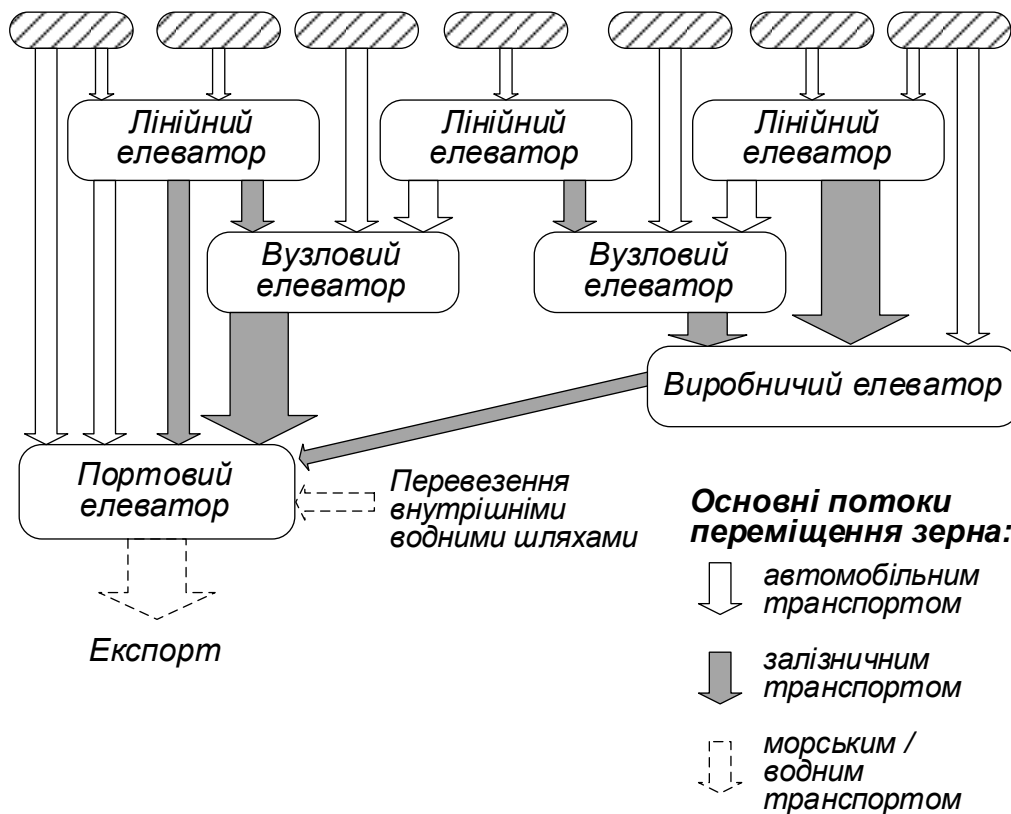 Лінійний
елеватор
Лінійний
елеватор
Лінійний
елеватор
Вузловий
елеватор
Вузловий
елеватор
Виробничий елеватор
Портовий
елеватор
Перевезення
внутрішніми
водними шляхами
Експорт
Основні потоки
переміщення зерна:
автомобільним
транспортом
залізничним
транспортом
морським /
водним
транспортом